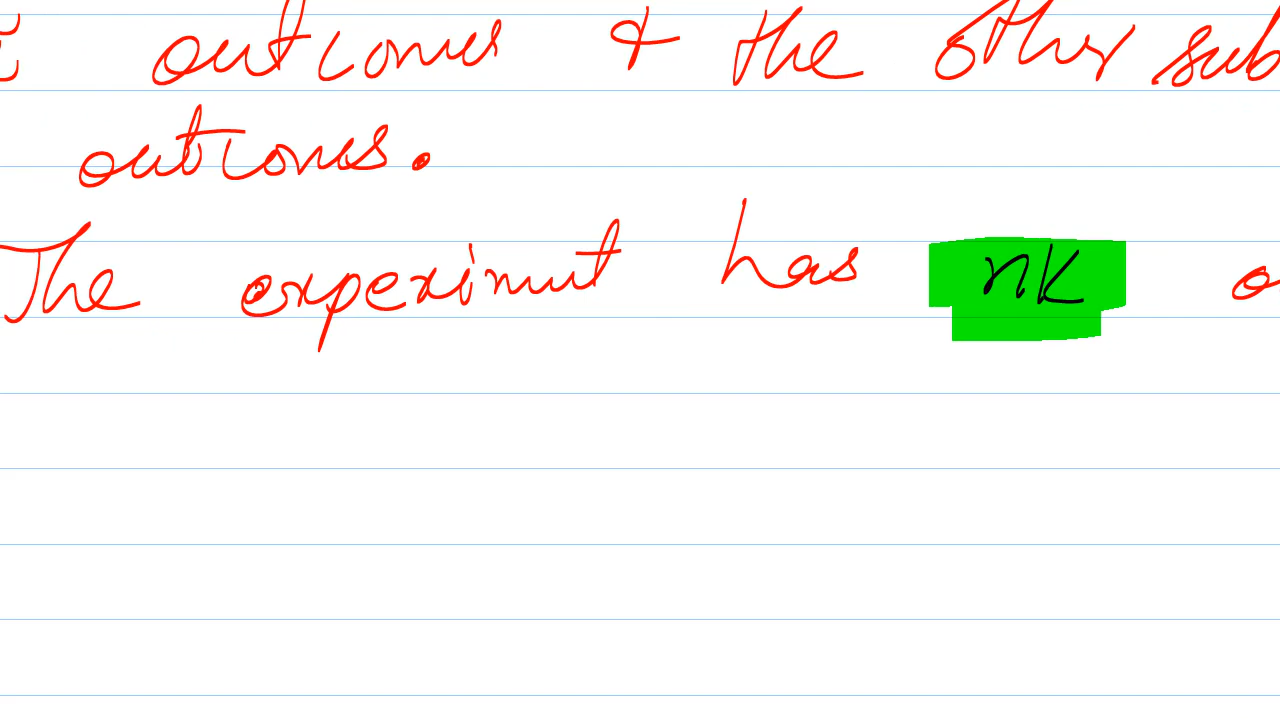 outcomes & the other sub
outcomes.
The experiment has nk o